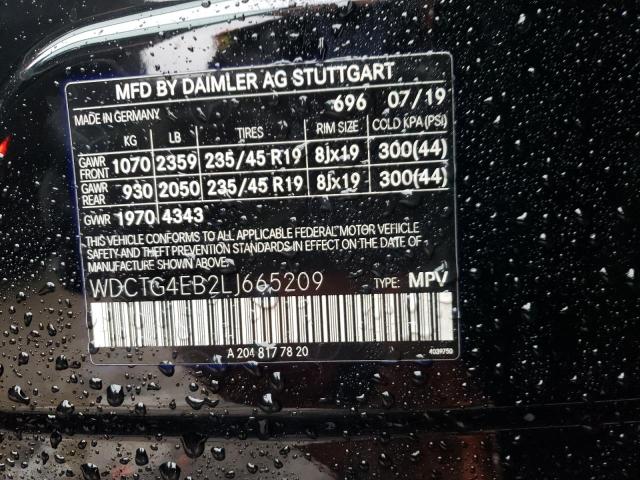 MFD BY DAIMLER AG STUTTGART
MADE IN GERMANY 696 07/19
KG LB TIRES RIM SIZE COLD KPA(PSI)
GAWR FRONT 1070 2359 235/45 R19 8Jx19 300(44)
GAWR REAR 930 2050 235/45 R19 8Jx19 300(44)
GVWR 1970 4343
THIS VEHICLE CONFORMS TO ALL APPLICABLE FEDERAL MOTOR VEHICLE
SAFETY AND THEFT PREVENTION STANDARDS IN EFFECT ON THE DATE OF
MANUFACTURE SHOWN ABOVE.
WDCTG4EB2LJ665209 TYPE: MPV
A 204 817 78 20 4039750